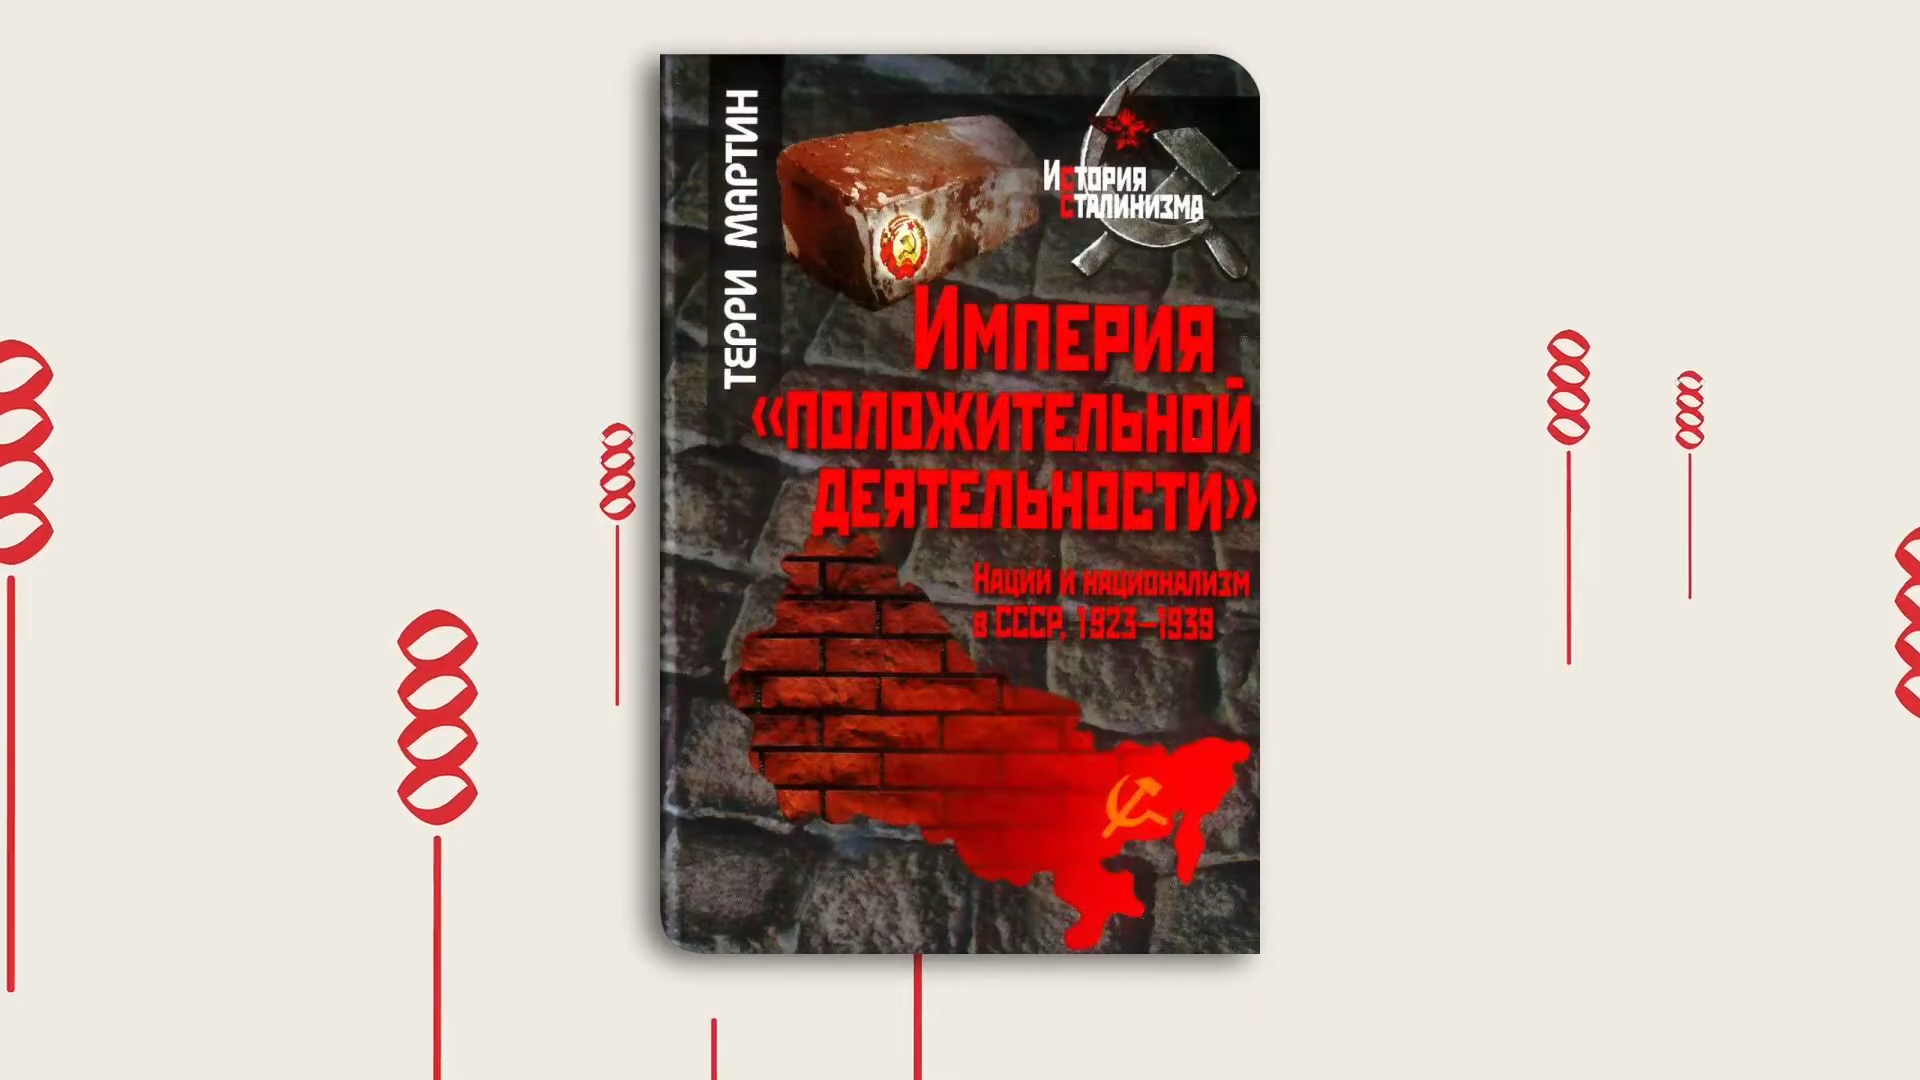 Терри Мартин
История
Сталинизма
Империя
«положительной
деятельности»
Нации и национализм
в СССР, 1923–1939